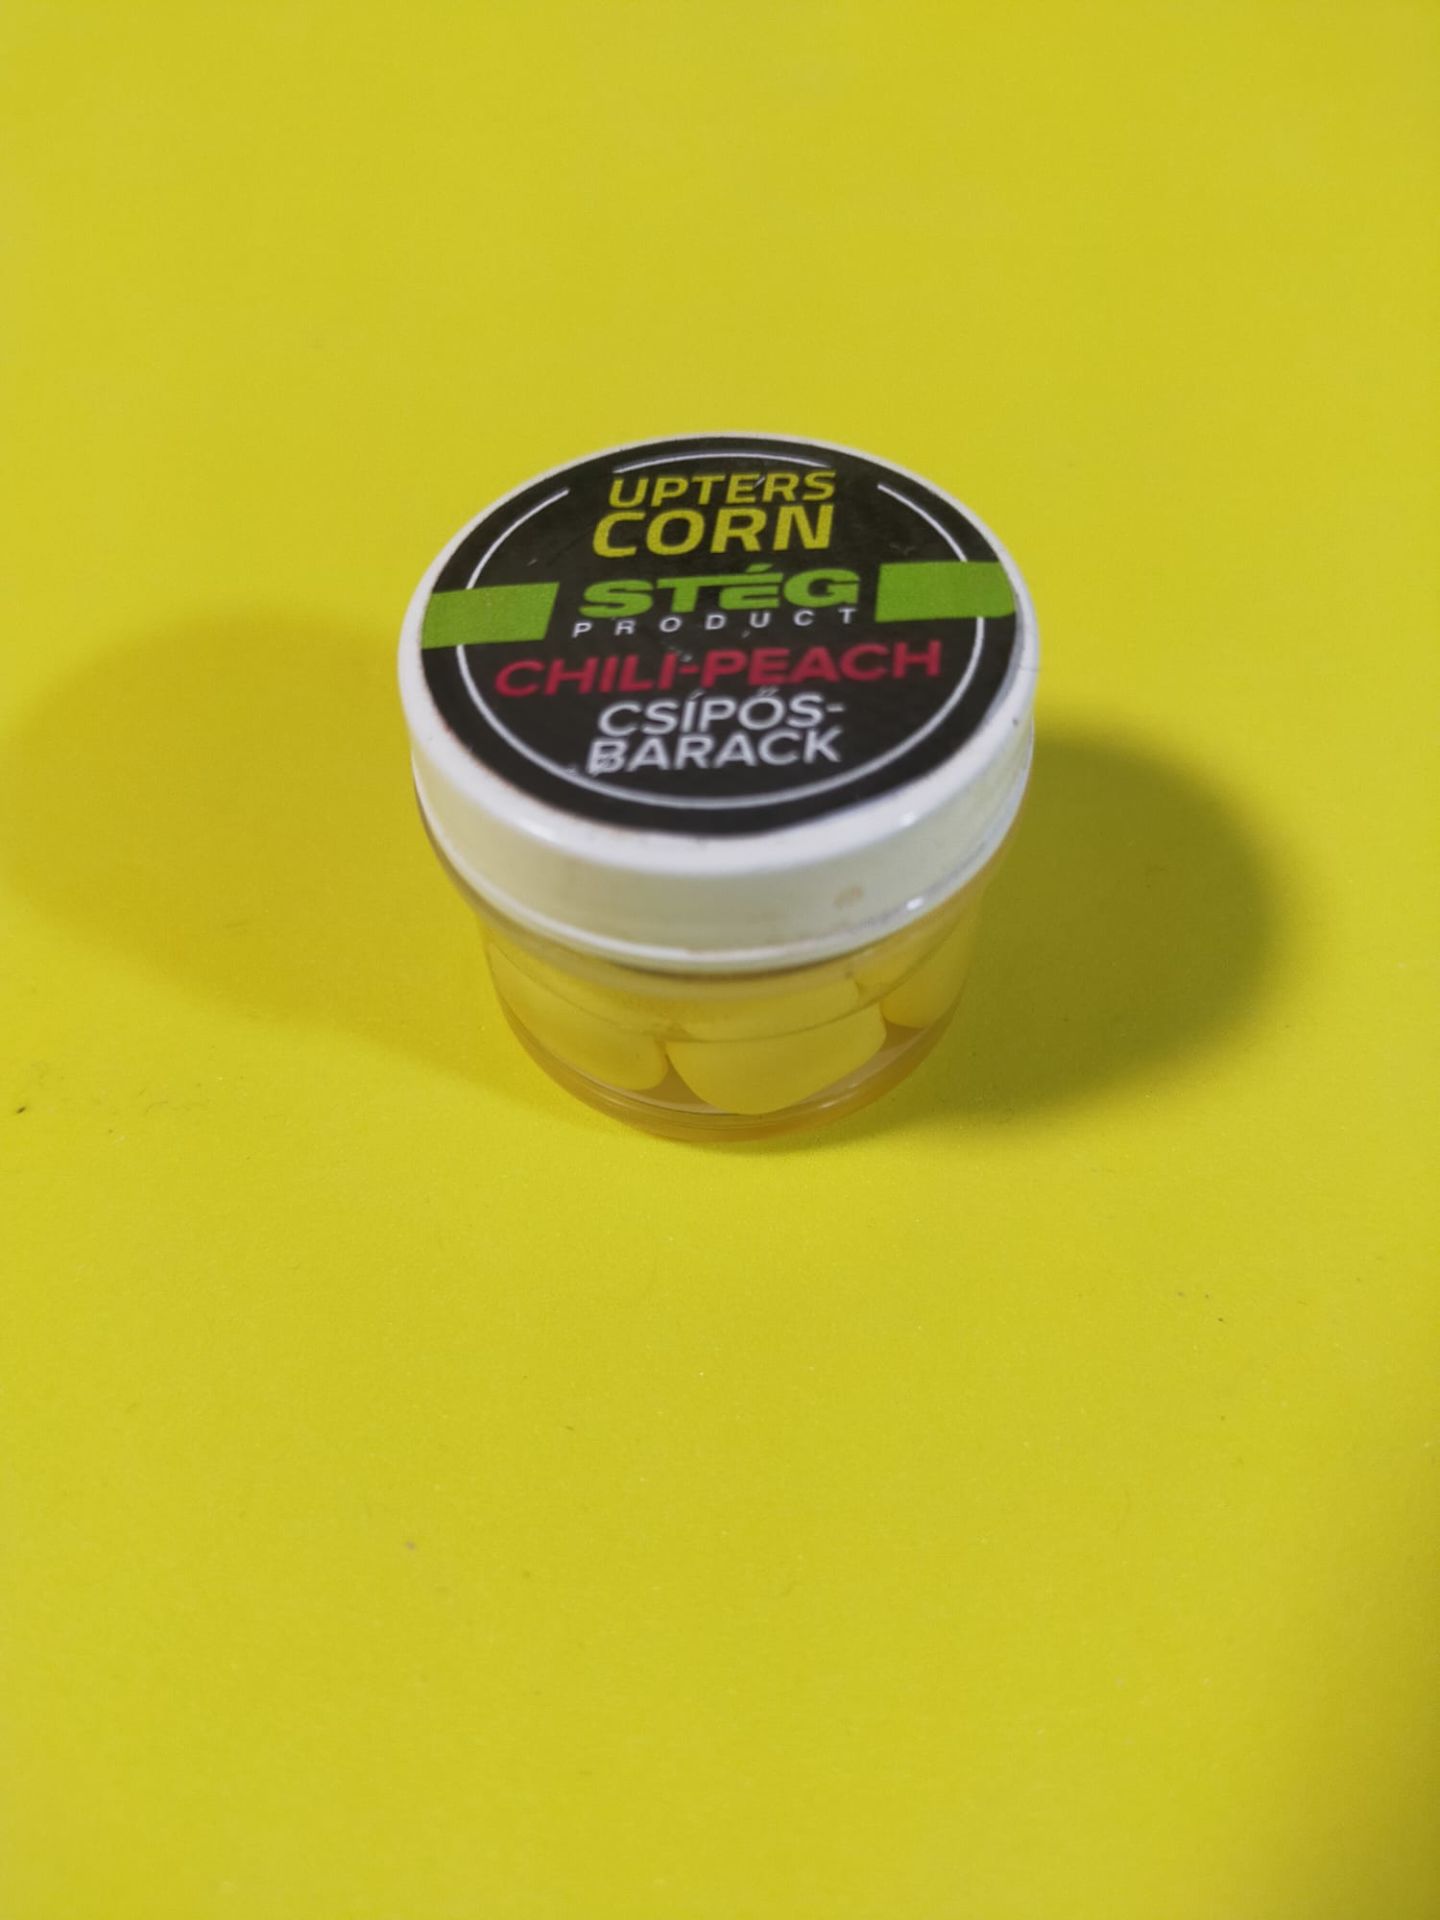 UPTERS
CORN
STÉG
PRODUCT
CHILI-PEACH
CSÍPŐS-
BARACK